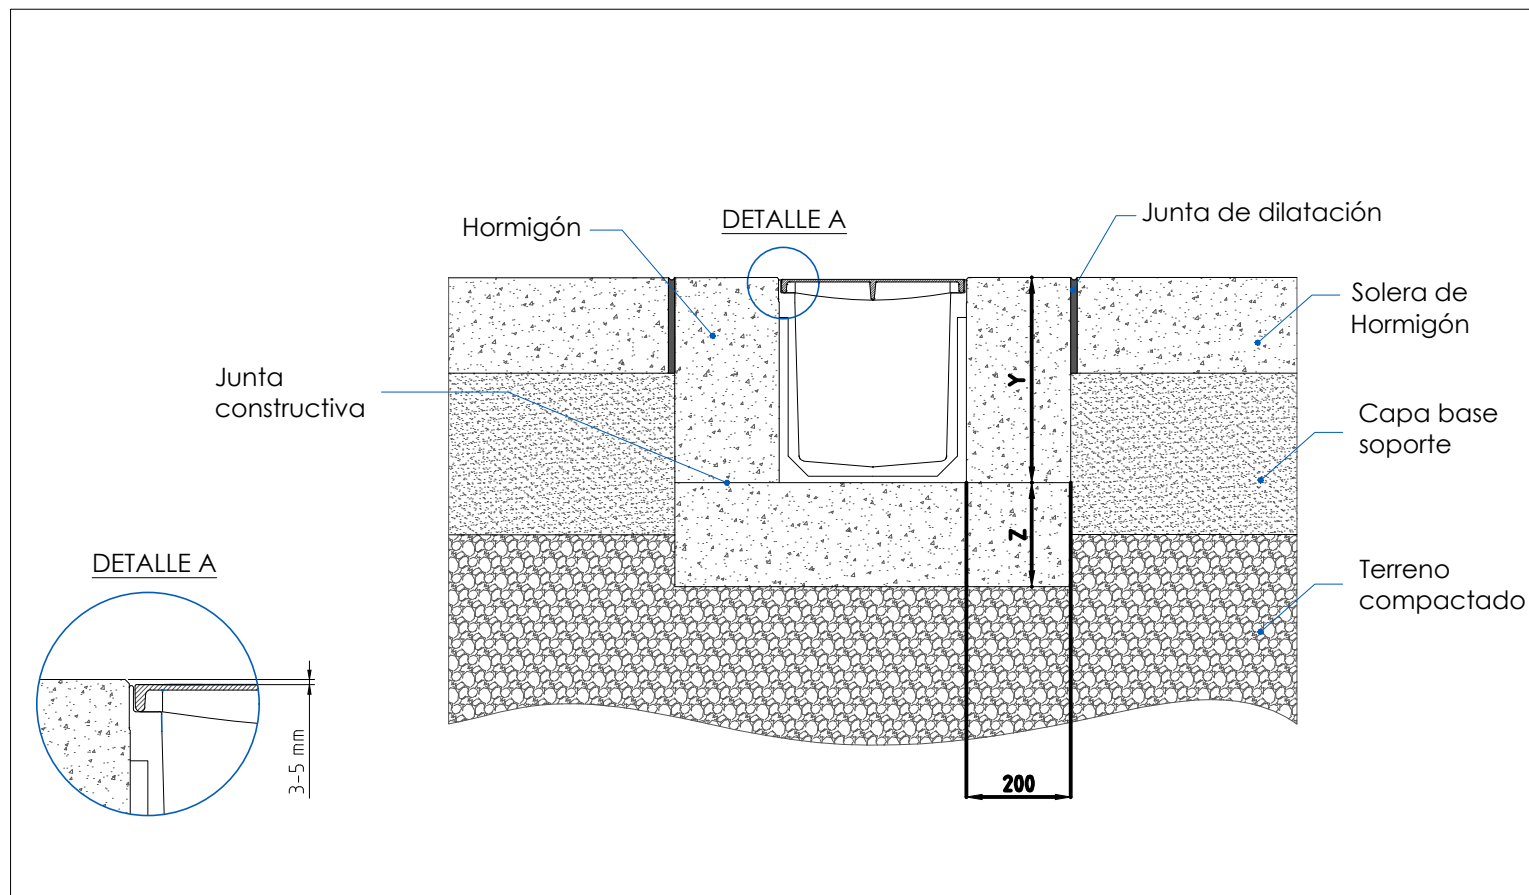 Hormigón
DETALLE A
Junta de dilatación
Solera de
Hormigón
Junta
constructiva
Y
Capa base
soporte
Z
DETALLE A
Terreno
compactado
3-5 mm
200